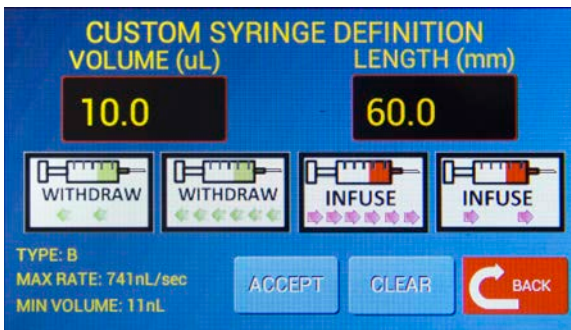 CUSTOM SYRINGE DEFINITION
VOLUME (uL) LENGTH (mm)
10.0 60.0
WITHDRAW WITHDRAW INFUSE INFUSE
TYPE: B
MAX RATE: 741nL/sec
MIN VOLUME: 11nL
ACCEPT CLEAR BACK